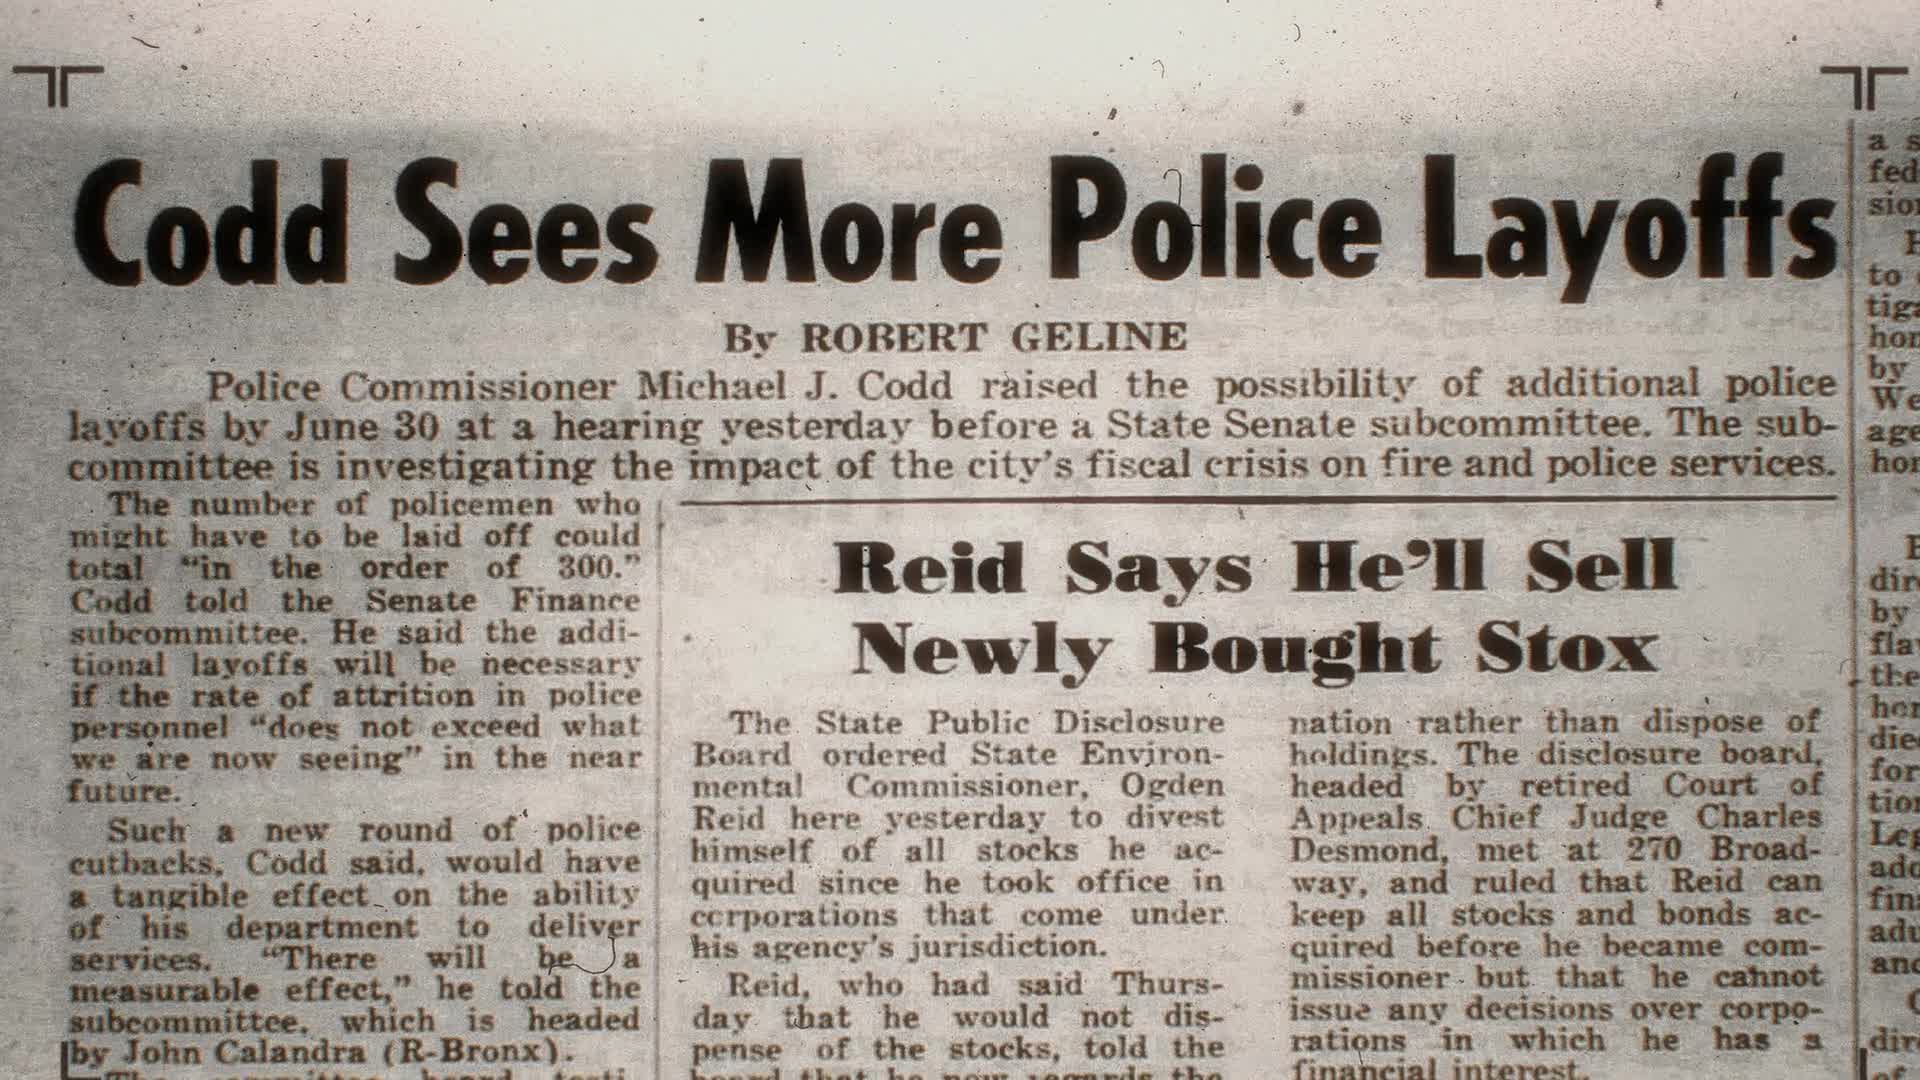 Codd Sees More Police Layoffs
By ROBERT GELINE
Police Commissioner Michael J. Codd raised the possibility of additional police
layoffs by June 30 at a hearing yesterday before a State Senate subcommittee. The sub-
committee is investigating the impact of the city's fiscal crisis on fire and police services.
The number of policemen who
might have to be laid off could
total "in the order of 300."
Codd told the Senate Finance
subcommittee. He said the addi-
tional layoffs will be necessary
if the rate of attrition in police
personnel "does not exceed what
we are now seeing" in the near
future.
Such a new round of police
cutbacks, Codd said, would have
a tangible effect on the ability
of his department to deliver
services. "There will be a
measurable effect," he told the
subcommittee, which is headed
by John Calandra (R-Bronx).
Reid Says He'll Sell
Newly Bought Stox
The State Public Disclosure
Board ordered State Environ-
mental Commissioner, Ogden
Reid here yesterday to divest
himself of all stocks he ac-
quired since he took office in
corporations that come under
his agency's jurisdiction.
Reid, who had said Thurs-
day that he would not dis-
pense of the stocks, told the
board that he now regards the
nation rather than dispose of
holdings. The disclosure board,
headed by retired Court of
Appeals Chief Judge Charles
Desmond, met at 270 Broad-
way, and ruled that Reid can
keep all stocks and bonds ac-
quired before he became com-
missioner but that he cannot
issue any decisions over corpo-
rations in which he has a
financial interest.